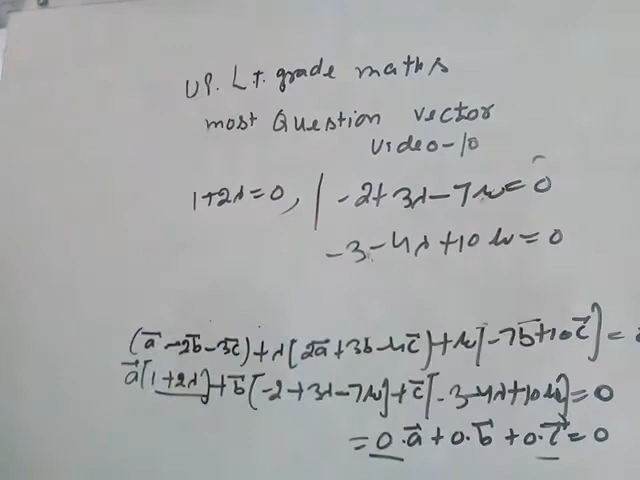 UP. Lt. grade maths
most Question vector
video-10
1+2λ=0, | -2+3λ-7μ=0
-3-4λ+10μ=0
(a⃗-2b̅-3c⃗)+λ[2a⃗+3b-4c⃗]+μ[-7b̅+10c⃗]=
a⃗[1+2λ]+b̅[-2+3λ-7μ]+c⃗[-3-4λ+10μ]=0
=0.a⃗+0.b̅+0.c⃗=0